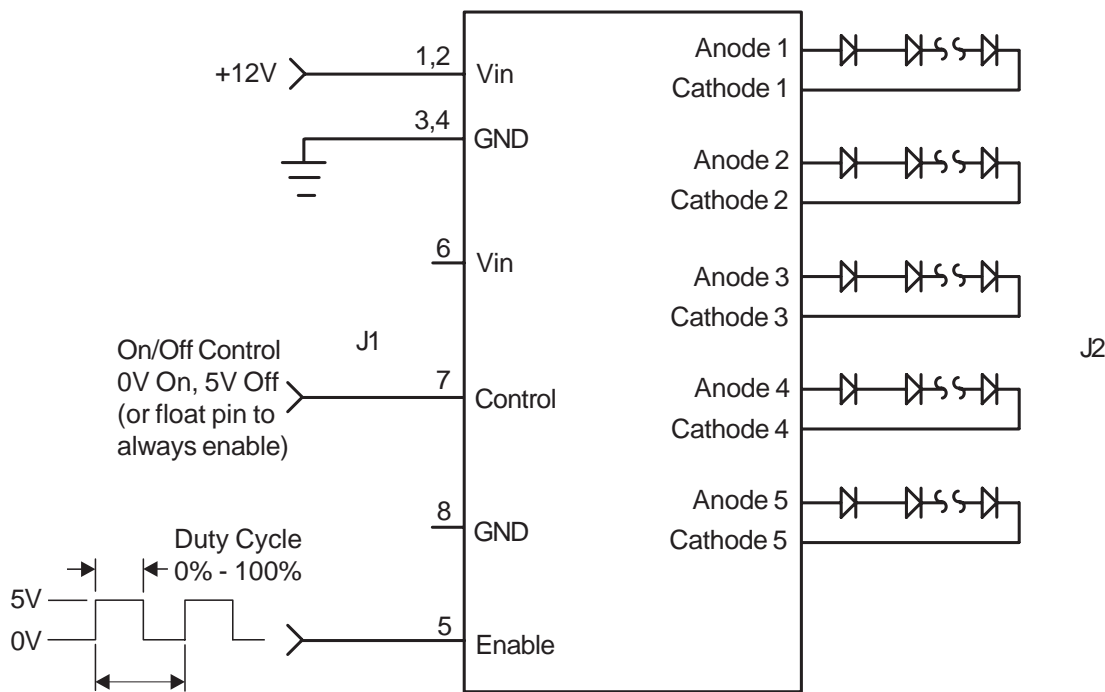 +12V
1,2
Vin
3,4
GND
6
Vin
J1
On/Off Control
0V On, 5V Off
(or float pin to
always enable)
7
Control
8
GND
Duty Cycle
0% - 100%
5V
0V
5
Enable
Anode 1
Cathode 1
Anode 2
Cathode 2
Anode 3
Cathode 3
Anode 4
Cathode 4
Anode 5
Cathode 5
J2